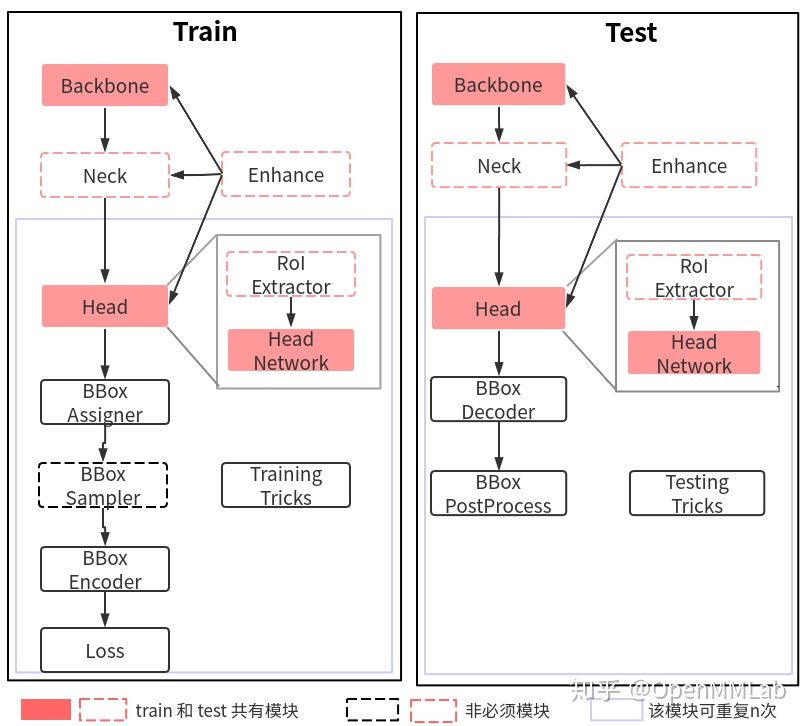 Train
Backbone
Neck
Enhance
Head
RoI
Extractor
Head
Network
BBox
Assigner
BBox
Sampler
Training
Tricks
BBox
Encoder
Loss
Test
Backbone
Neck
Enhance
Head
RoI
Extractor
Head
Network
BBox
Decoder
BBox
PostProcess
Testing
Tricks
知乎 @OpenMMLab
train 和 test 共有模块
非必须模块
该模块可重复n次